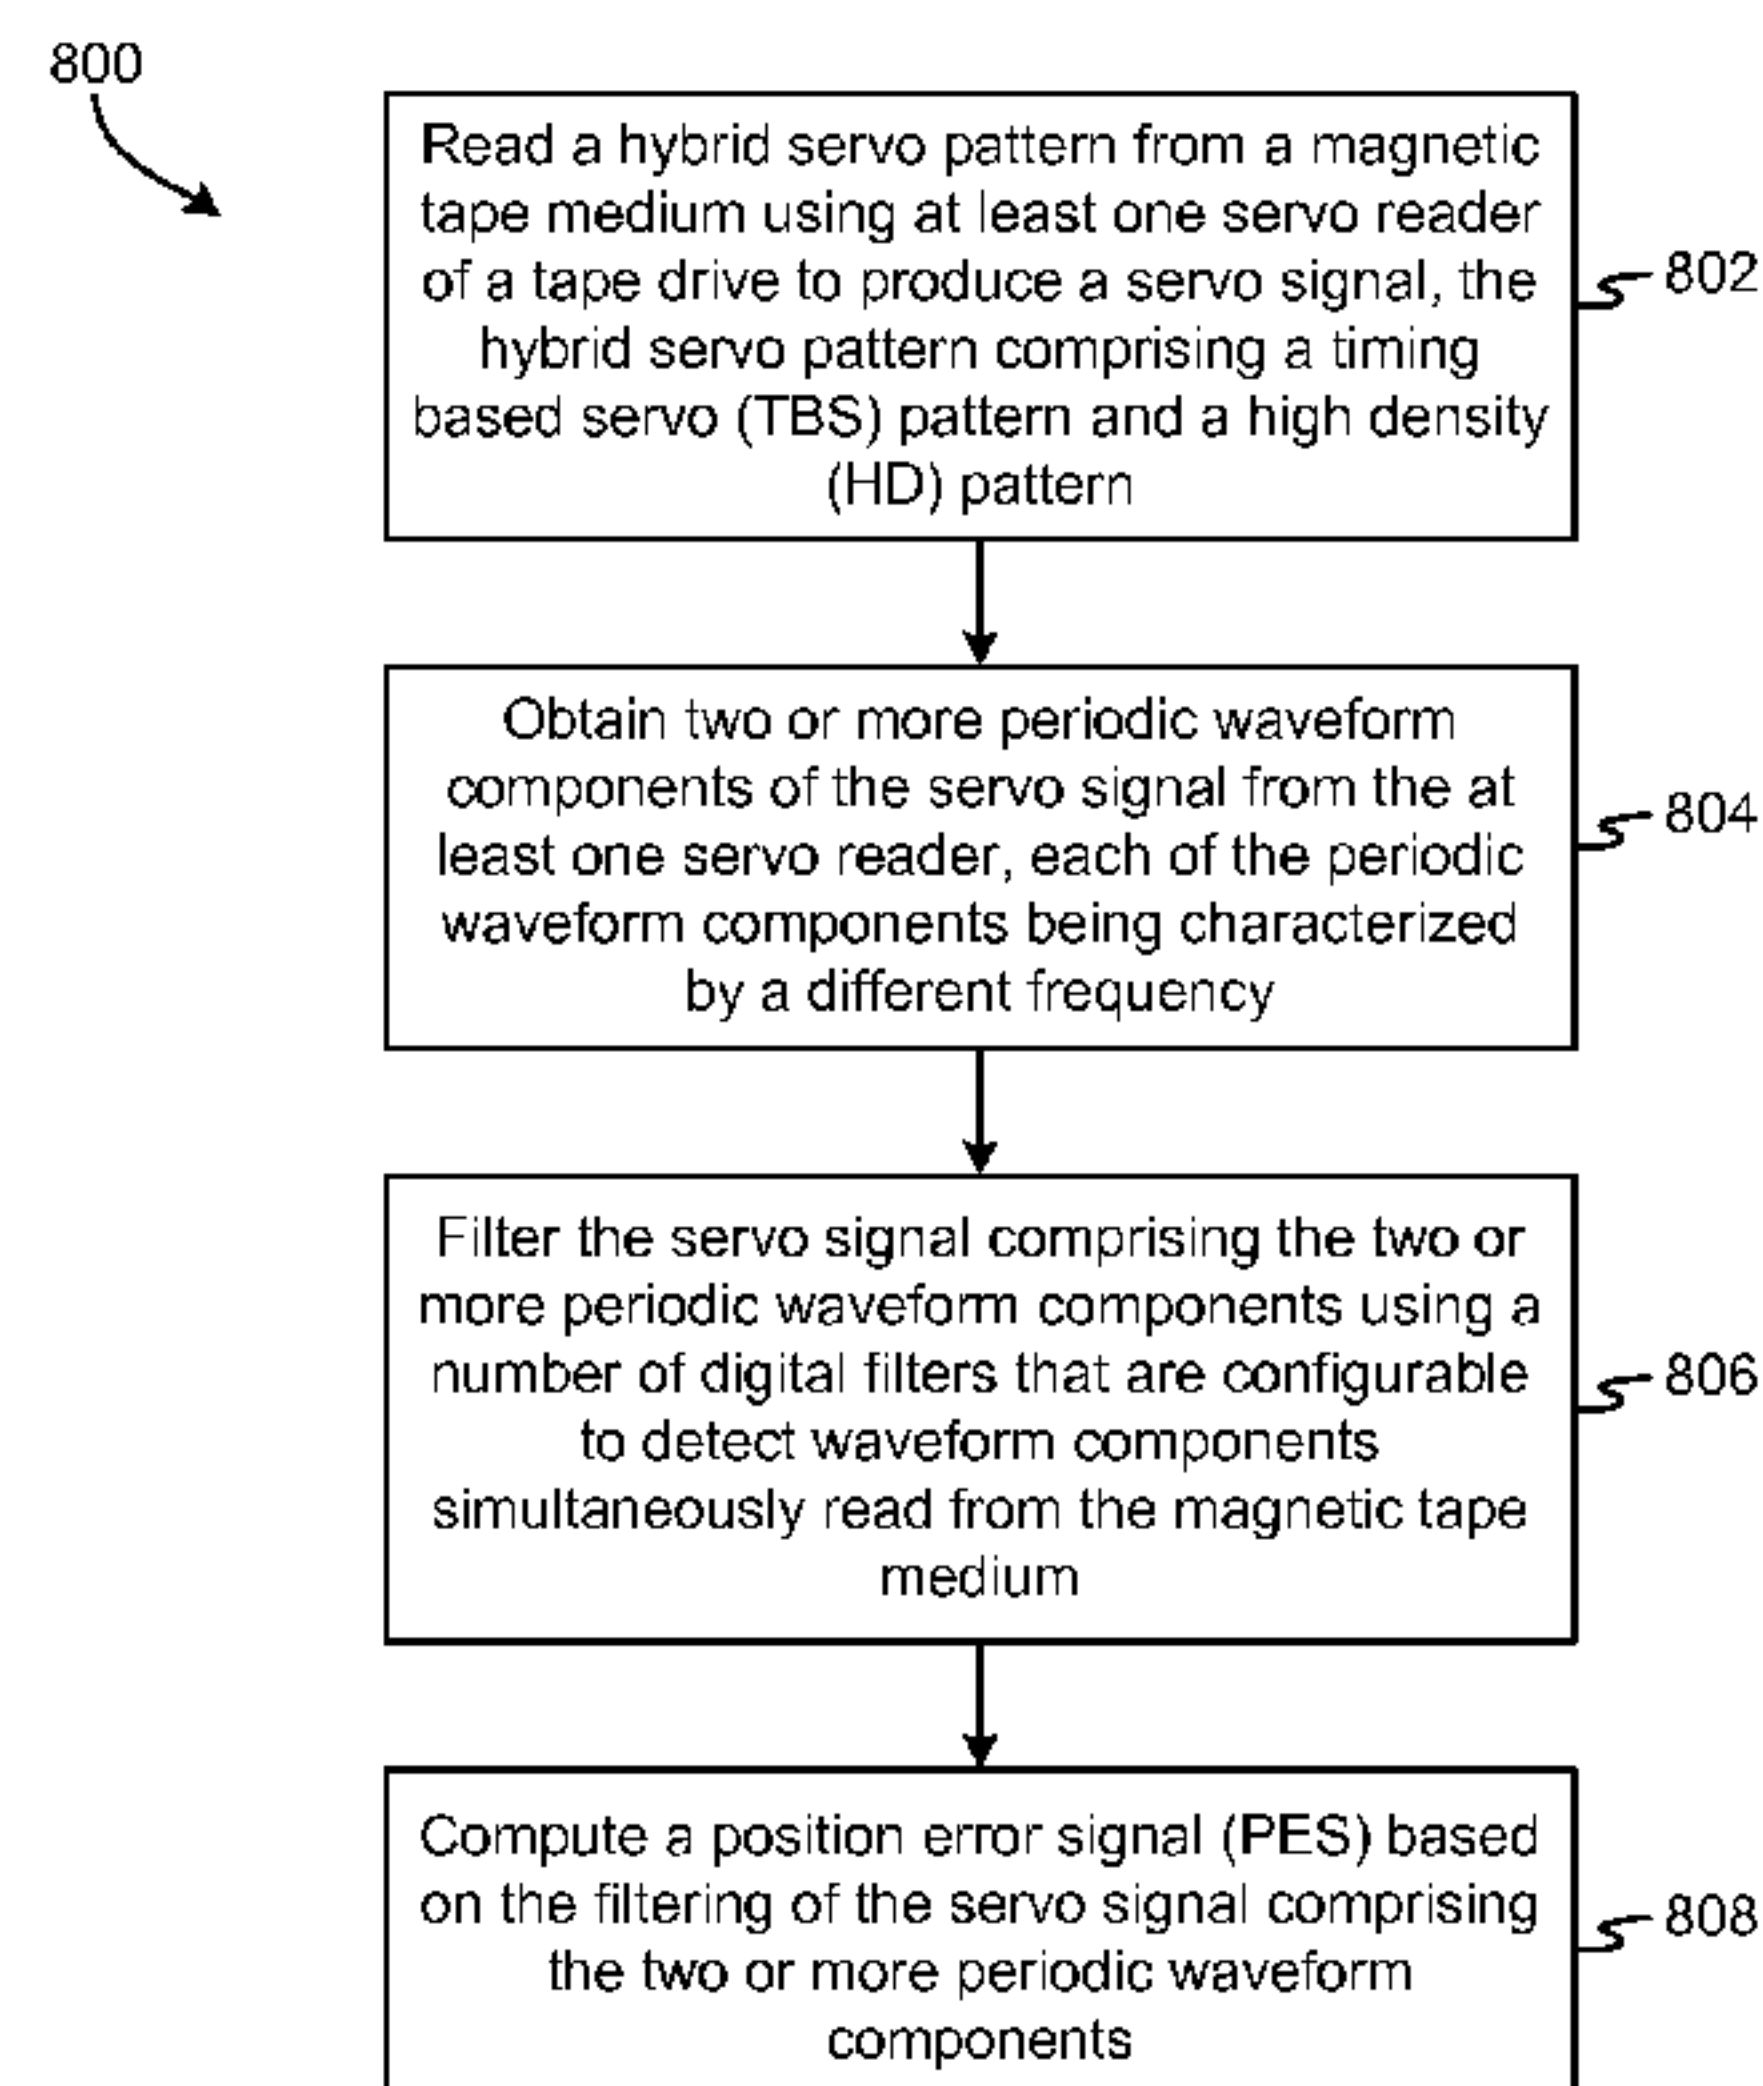 800
Read a hybrid servo pattern from a magnetic
tape medium using at least one servo reader
of a tape drive to produce a servo signal, the
hybrid servo pattern comprising a timing
based servo (TBS) pattern and a high density
(HD) pattern
802
Obtain two or more periodic waveform
components of the servo signal from the at
least one servo reader, each of the periodic
waveform components being characterized
by a different frequency
804
Filter the servo signal comprising the two or
more periodic waveform components using a
number of digital filters that are configurable
to detect waveform components
simultaneously read from the magnetic tape
medium
806
Compute a position error signal (PES) based
on the filtering of the servo signal comprising
the two or more periodic waveform
components
808